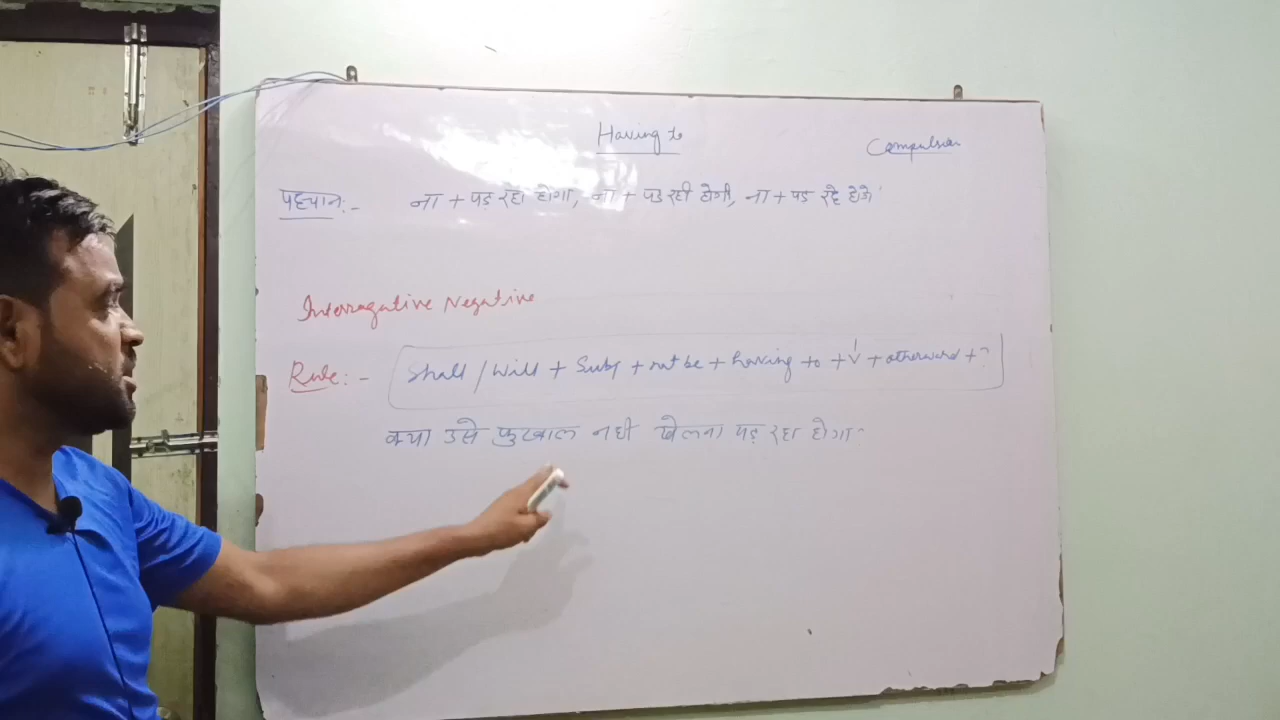 Having to
Compulsion
पहचान:- ना + पड़ रहा होगा, ना + पड़ रही होगी, ना + पड़ रहे होंगे
Interrogative Negative
Rule:- Shall / Will + Sub + not be + having to + V¹ + otherword + ?
क्या उसे फुटबाल नहीं खेलना पड़ रहा होगा?